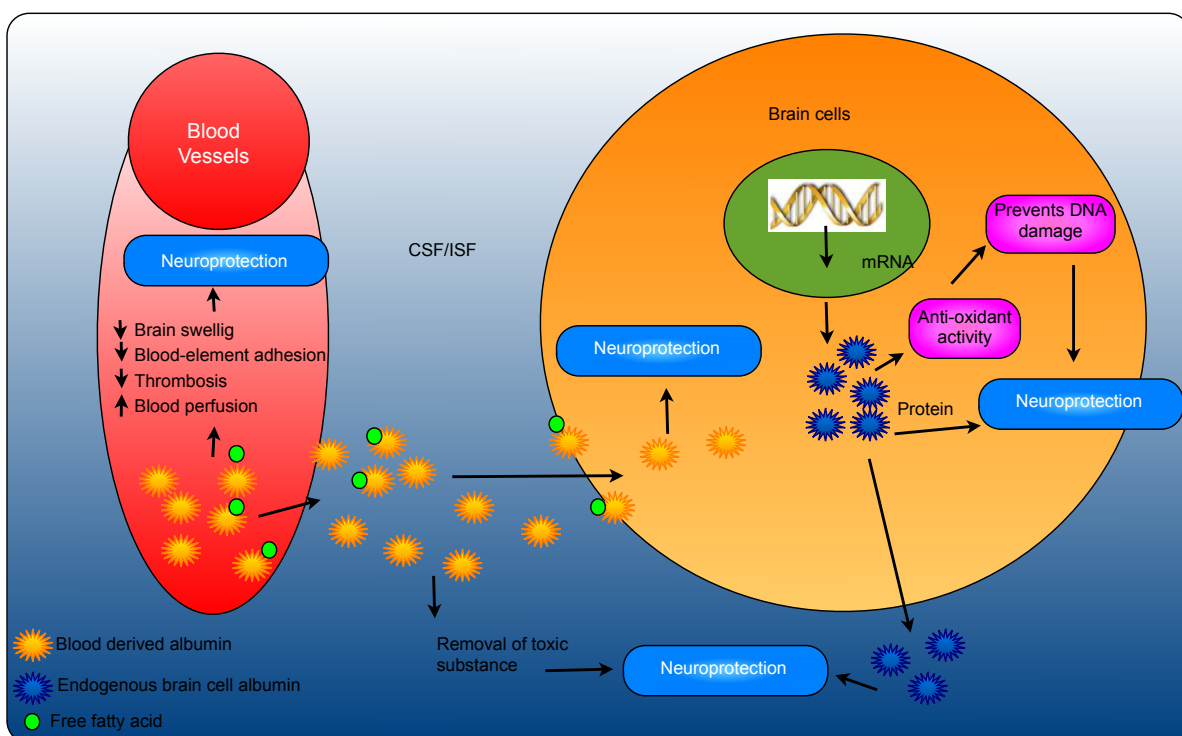 Blood
Vessels
Neuroprotection
Brain swellig
Blood-element adhesion
Thrombosis
Blood perfusion
CSF/ISF
Brain cells
mRNA
Prevents DNA
damage
Anti-oxidant
activity
Neuroprotection
Protein
Neuroprotection
Removal of toxic
substance
Neuroprotection
Blood derived albumin
Endogenous brain cell albumin
Free fatty acid